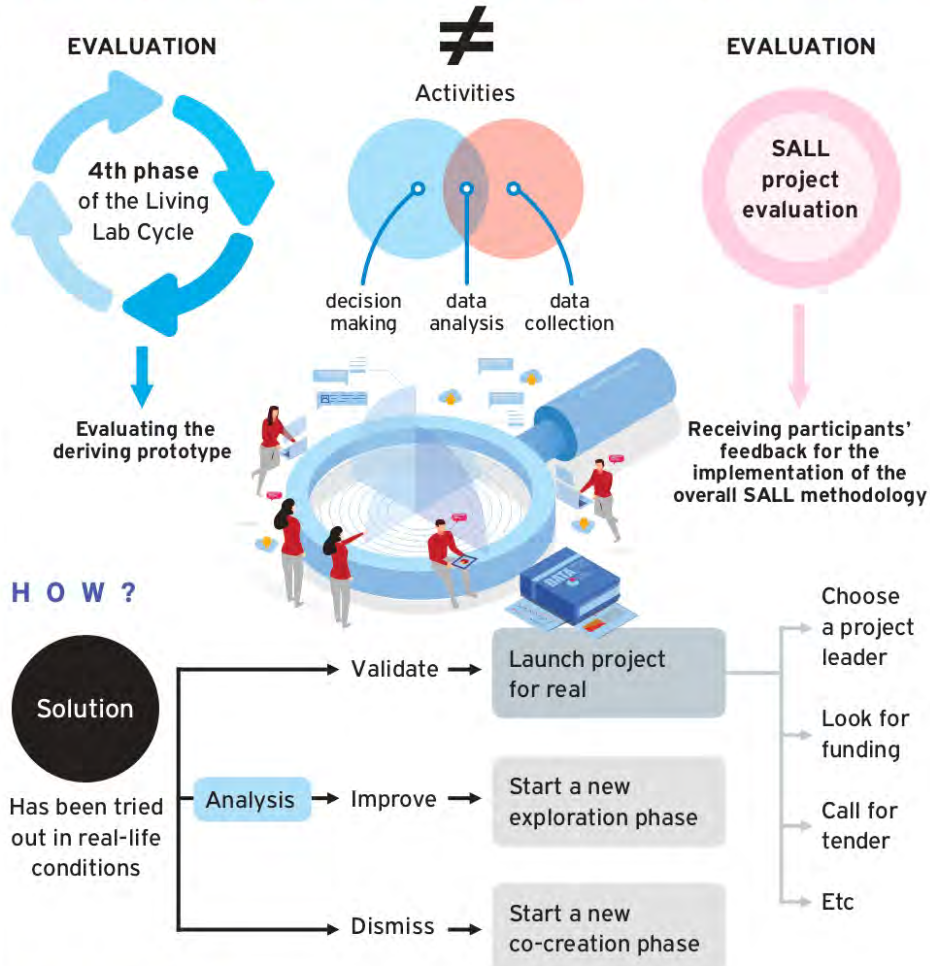 EVALUATION
4th phase
of the Living
Lab Cycle
Evaluating the
deriving prototype
≠
Activities
decision
making
data
analysis
data
collection
EVALUATION
SALL
project
evaluation
Receiving participants'
feedback for the
implementation of the
overall SALL methodology
DATA
HOW?
Solution
Has been tried
out in real-life
conditions
Analysis
Validate
Launch project
for real
Choose
a project
leader
Look for
funding
Call for
tender
Etc
Improve
Start a new
exploration phase
Dismiss
Start a new
co-creation phase